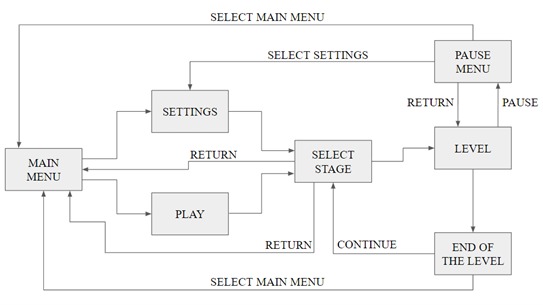 SELECT MAIN MENU
SELECT SETTINGS
PAUSE
MENU
SETTINGS
RETURN
PAUSE
MAIN
MENU
RETURN
SELECT
STAGE
LEVEL
PLAY
RETURN
CONTINUE
END OF
THE LEVEL
SELECT MAIN MENU